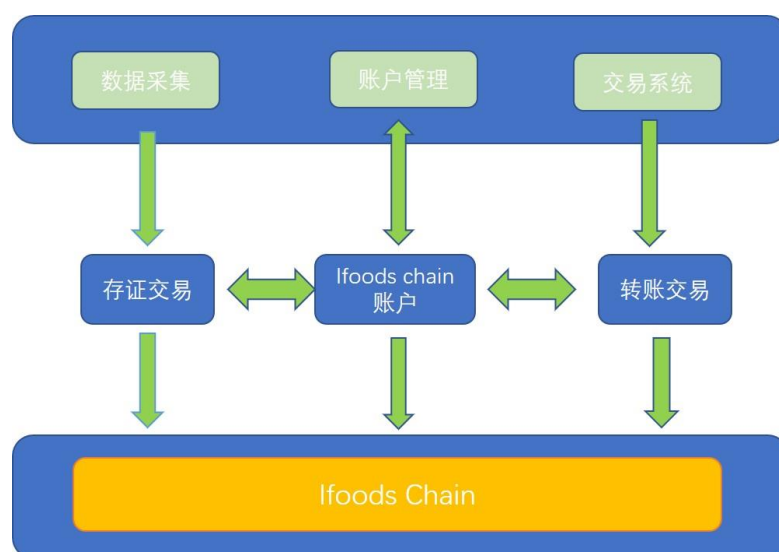 数据采集
账户管理
交易系统
存证交易
Ifoods chain
账户
转账交易
Ifoods Chain